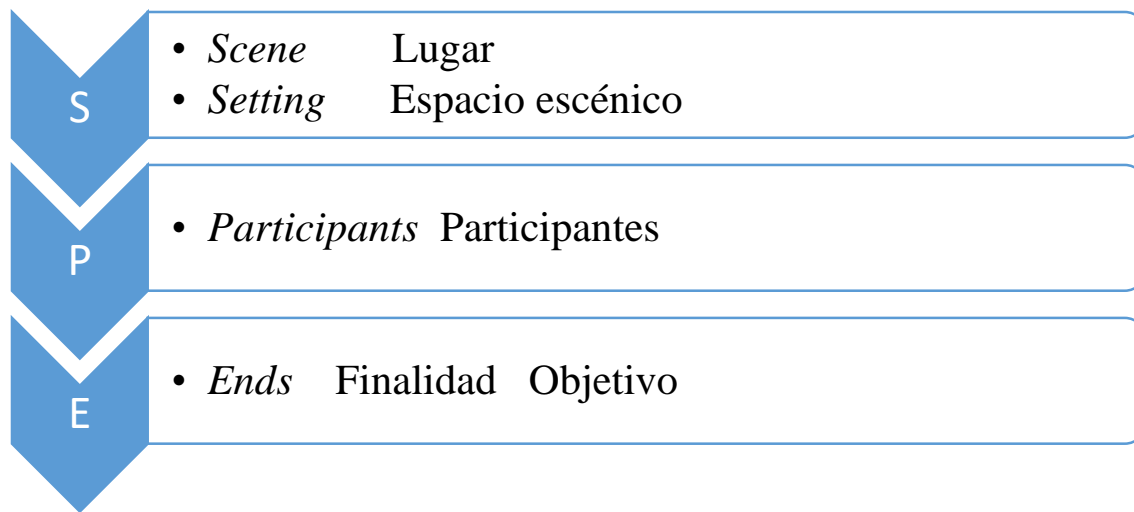 S
• Scene Lugar
• Setting Espacio escénico
P
• Participants Participantes
E
• Ends Finalidad Objetivo